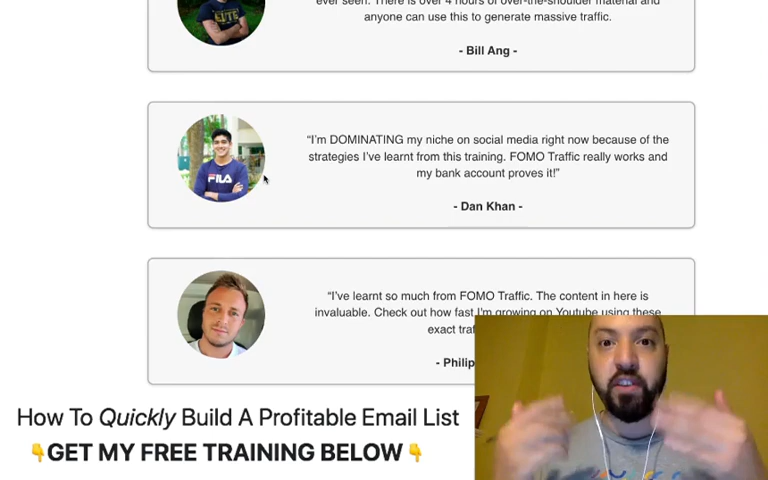 ever seen. There is over 4 hours of over-the-shoulder material and
anyone can use this to generate massive traffic.
- Bill Ang -
“I’m DOMINATING my niche on social media right now because of the
strategies I’ve learnt from this training. FOMO Traffic really works and
my bank account proves it!”
FILA
- Dan Khan -
“I’ve learnt so much from FOMO Traffic. The content in here is
invaluable. Check out how fast I’m growing on Youtube using these
exact traf
- Philip
How To Quickly Build A Profitable Email List
👇GET MY FREE TRAINING BELOW👇